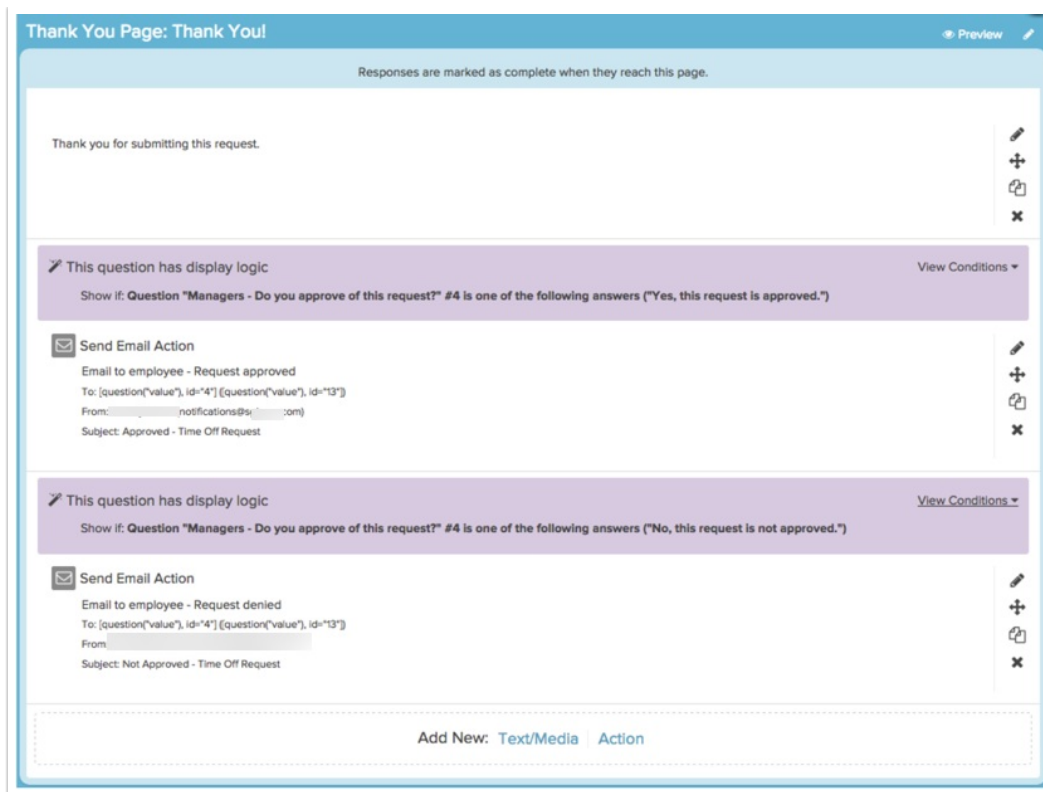 Thank You Page: Thank You!
Preview
Responses are marked as complete when they reach this page.
Thank you for submitting this request.
This question has display logic
View Conditions
Show if: Question "Managers - Do you approve of this request?" #4 is one of the following answers ("Yes, this request is approved.")
Send Email Action
Email to employee - Request approved
To: [question("value"), id="4"] ([question("value"), id="13"])
From: notifications@s com)
Subject: Approved - Time Off Request
This question has display logic
View Conditions
Show if: Question "Managers - Do you approve of this request?" #4 is one of the following answers ("No, this request is not approved.")
Send Email Action
Email to employee - Request denied
To: [question("value"), id="4"] ([question("value"), id="13"])
From
Subject: Not Approved - Time Off Request
Add New: Text/Media Action